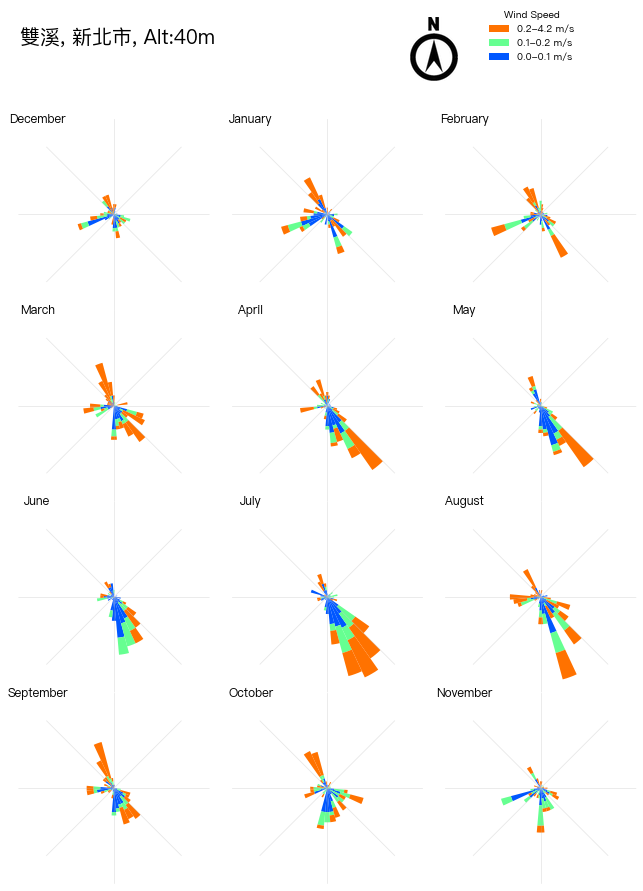 雙溪, 新北市, Alt:40m
N
Wind Speed
0.2–4.2 m/s
0.1–0.2 m/s
0.0–0.1 m/s
December
January
February
March
April
May
June
July
August
September
October
November